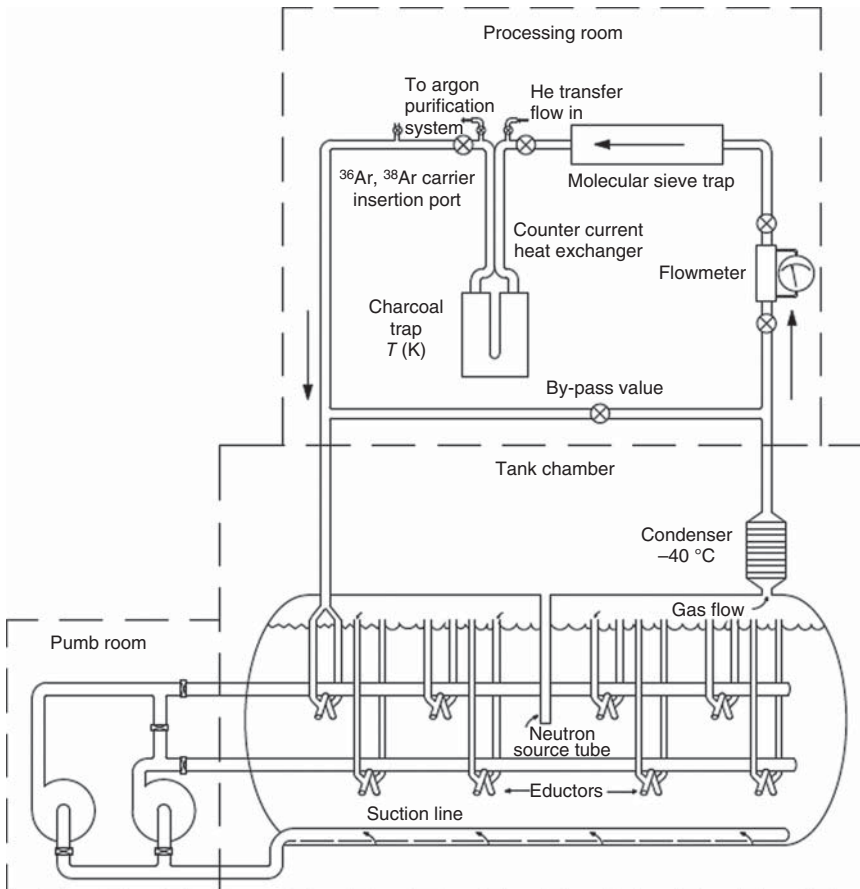 Processing room
To argon
purification
system
He transfer
flow in
Molecular sieve trap
³⁶Ar, ³⁸Ar carrier
insertion port
Counter current
heat exchanger
Flowmeter
Charcoal
trap
T (K)
By-pass value
Tank chamber
Condenser
–40 °C
Gas flow
Pumb room
Neutron
source tube
Eductors
Suction line